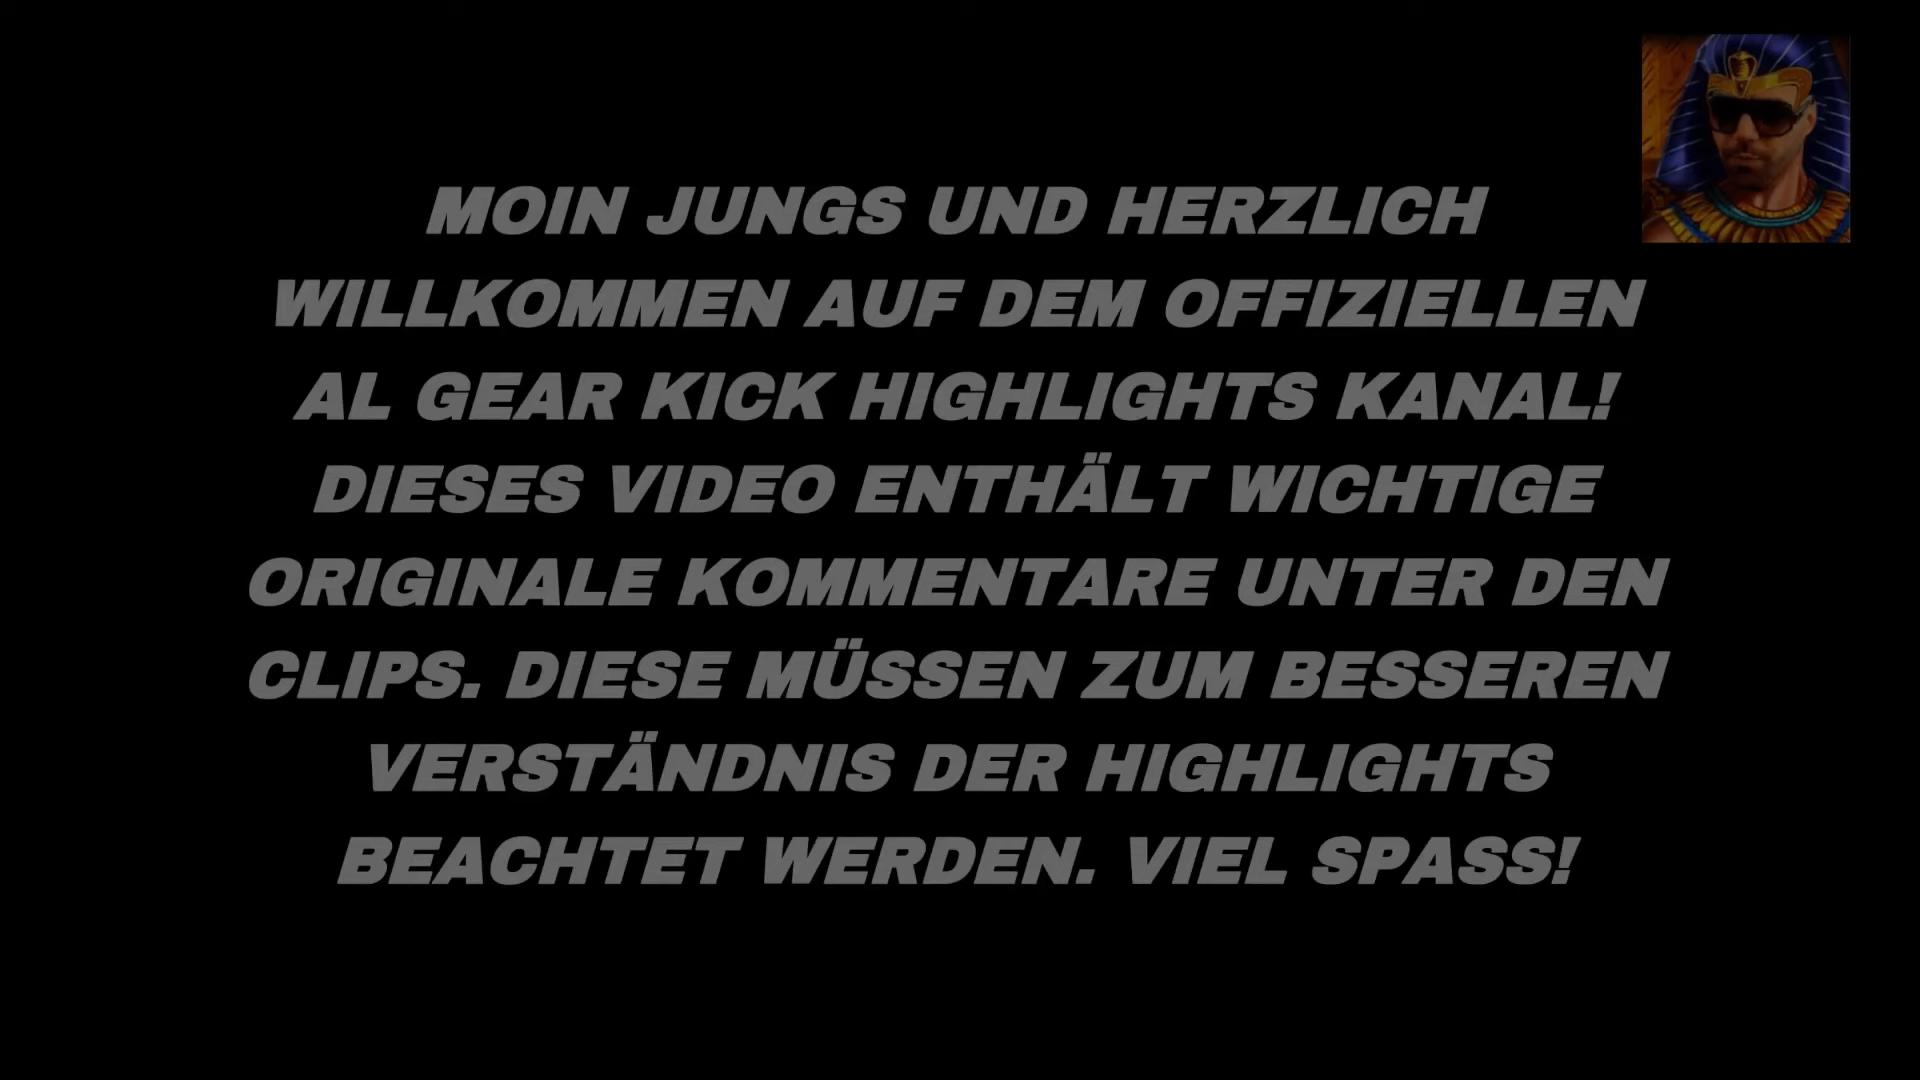 MOIN JUNGS UND HERZLICH
WILLKOMMEN AUF DEM OFFIZIELLEN
AL GEAR KICK HIGHLIGHTS KANAL!
DIESES VIDEO ENTHÄLT WICHTIGE
ORIGINALE KOMMENTARE UNTER DEN
CLIPS. DIESE MÜSSEN ZUM BESSEREN
VERSTÄNDNIS DER HIGHLIGHTS
BEACHTET WERDEN. VIEL SPASS!